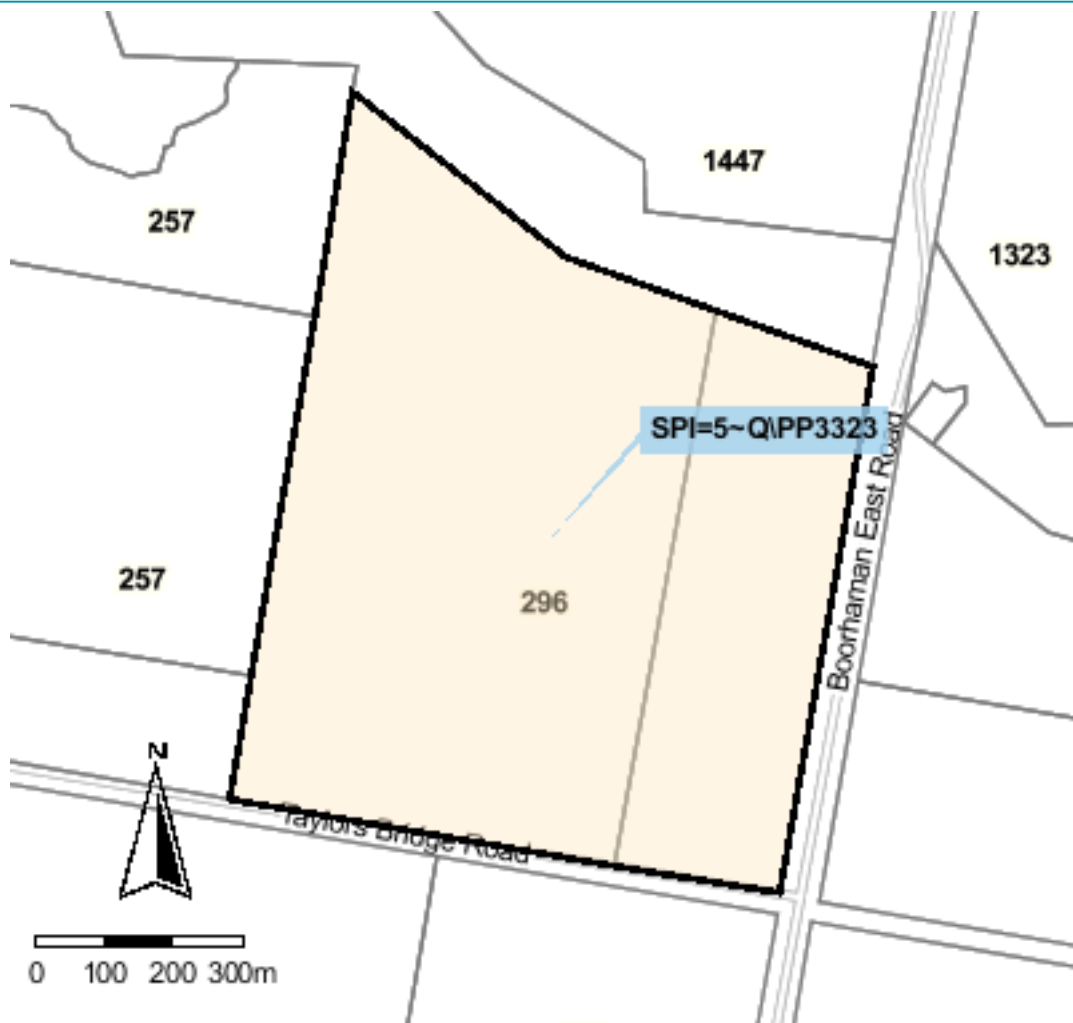 1447
257
1323
SPI=5~Q\PP3323
Boorhaman East Road
257
296
N
Taylors Bridge Road
0 100 200 300m